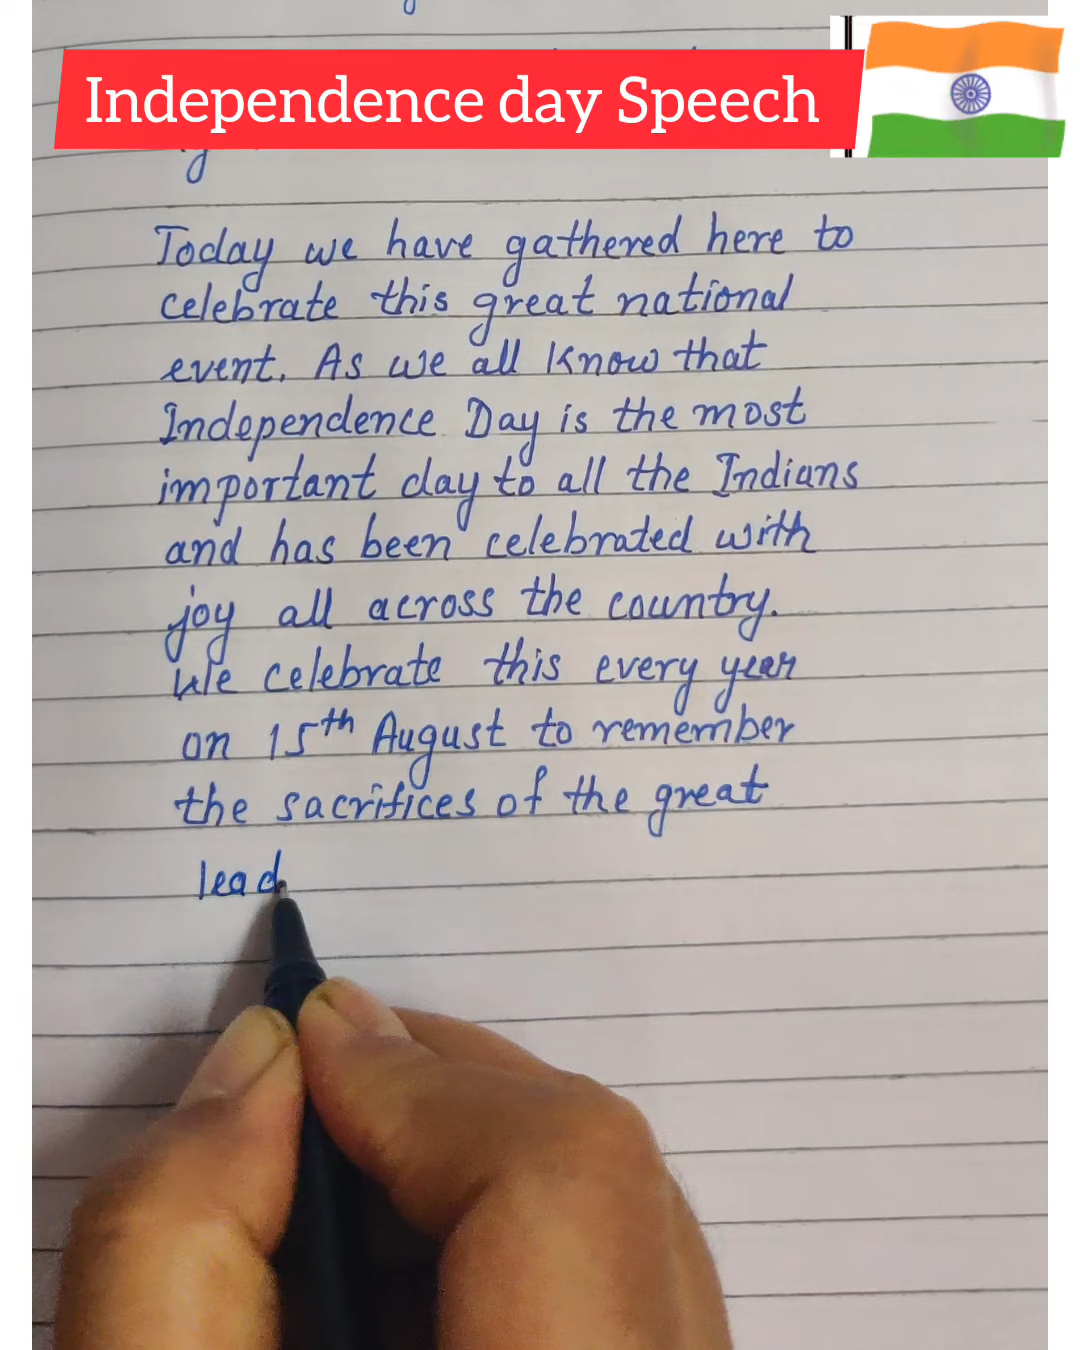 Independence day Speech
Today we have gathered here to
celebrate this great national
event. As we all know that
Independence Day is the most
important day to all the Indians
and has been celebrated with
joy all across the country.
We celebrate this every year
on 15th August to remember
the sacrifices of the great
lead